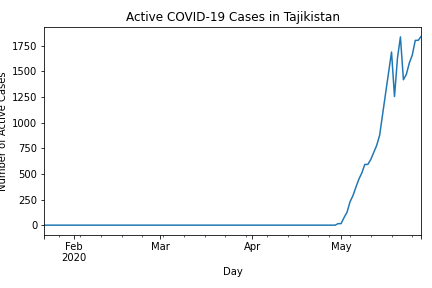 Active COVID-19 Cases in Tajikistan
Number of Active Cases
1750
1500
1250
1000
750
500
250
0
Feb
2020
Mar
Apr
May
Day